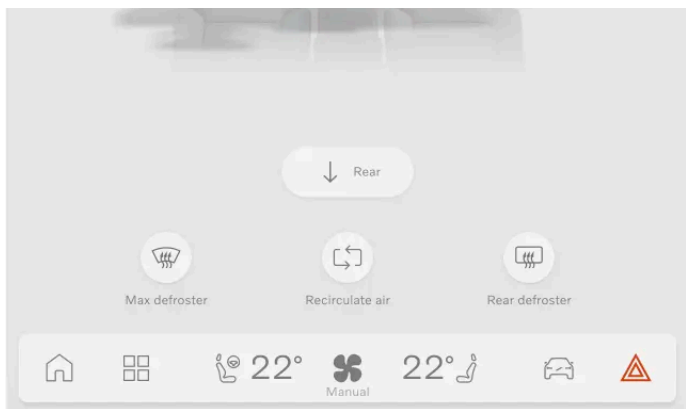 Rear
Max defroster
Recirculate air
Rear defroster
22°
22°
Manual